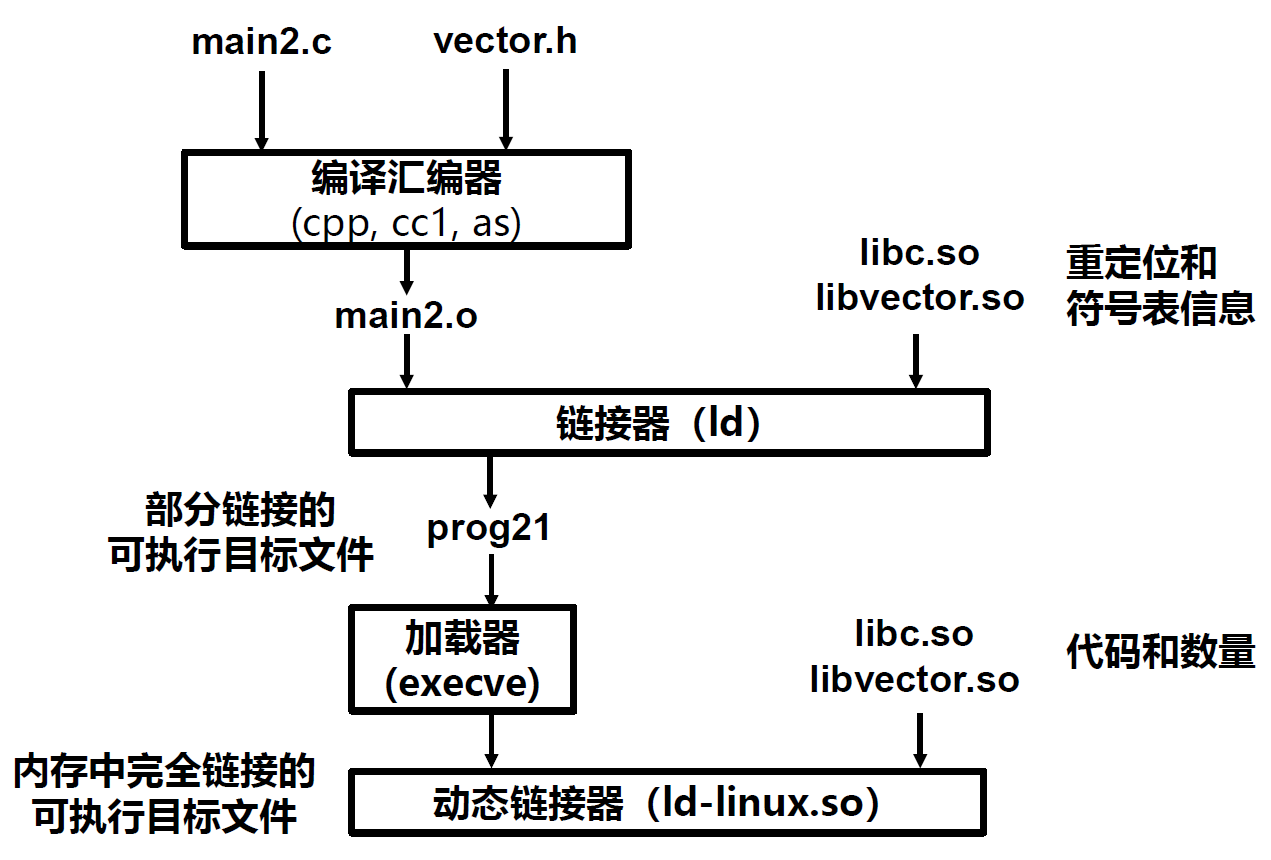 main2.c
vector.h
编译汇编器
(cpp, cc1, as)
main2.o
libc.so
libvector.so
重定位和
符号表信息
链接器（ld）
部分链接的
可执行目标文件
prog21
加载器
(execve)
libc.so
libvector.so
代码和数量
内存中完全链接的
可执行目标文件
动态链接器（ld-linux.so）